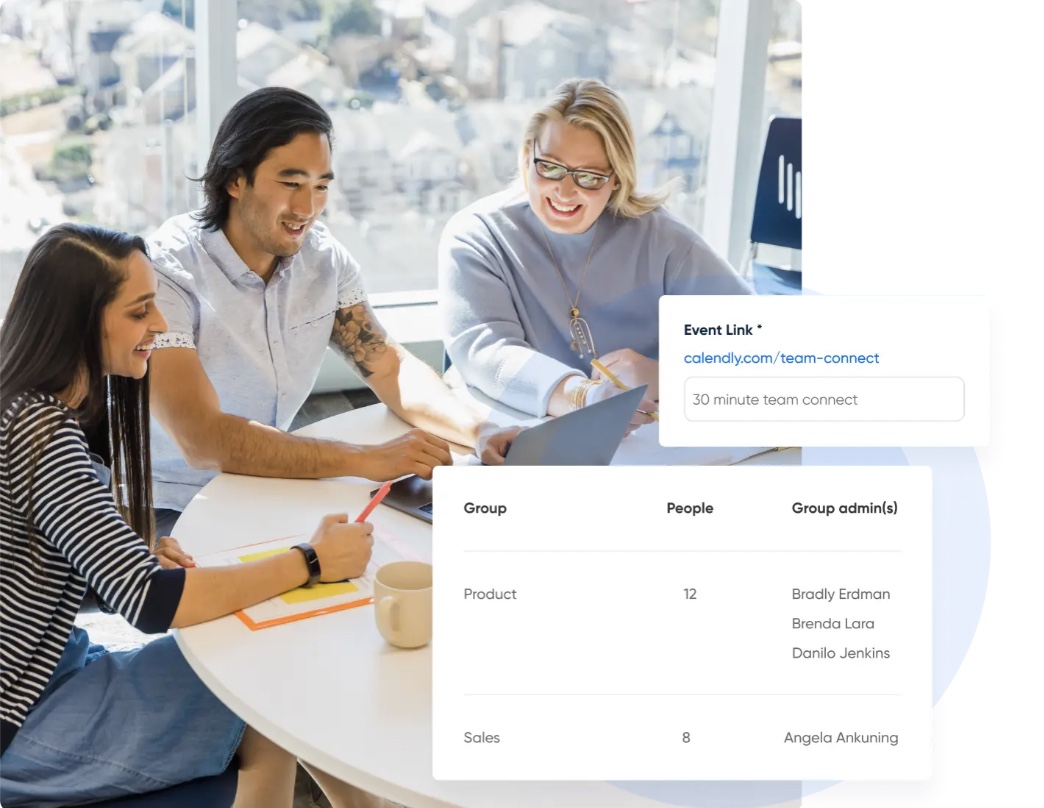 Event Link *
calendly.com/team-connect
30 minute team connect
Group People Group admin(s)
Product 12 Bradly Erdman
Brenda Lara
Danilo Jenkins
Sales 8 Angela Ankuning